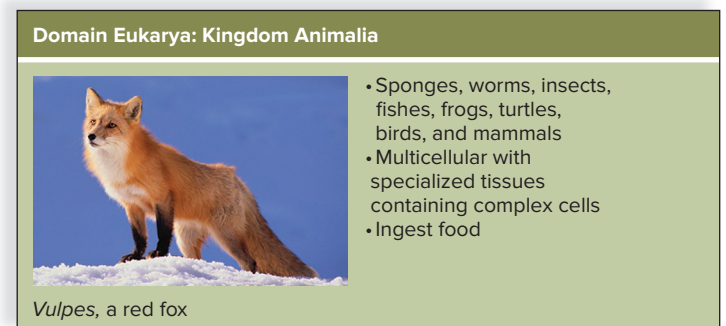 Domain Eukarya: Kingdom Animalia
• Sponges, worms, insects,
fishes, frogs, turtles,
birds, and mammals
• Multicellular with
specialized tissues
containing complex cells
• Ingest food
Vulpes, a red fox